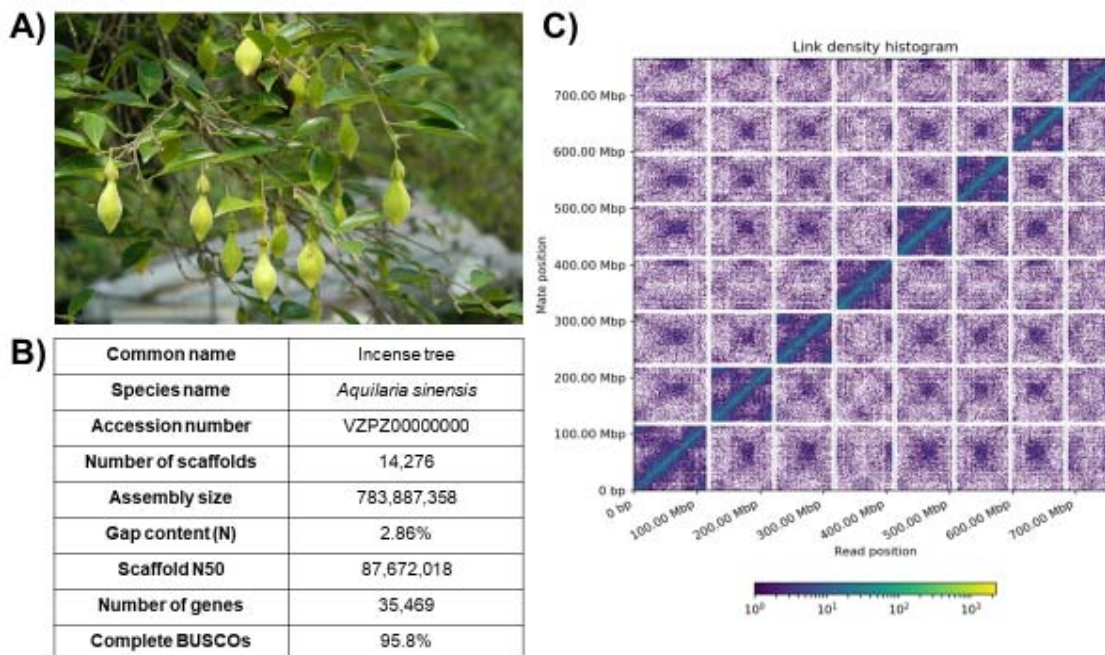 A)
B)
Common name Incense tree
Species name Aquilaria sinensis
Accession number VZPZ00000000
Number of scaffolds 14,276
Assembly size 783,887,358
Gap content (N) 2.86%
Scaffold N50 87,672,018
Number of genes 35,469
Complete BUSCOs 95.8%
C)
Link density histogram
Mate position
700.00 Mbp
600.00 Mbp
500.00 Mbp
400.00 Mbp
300.00 Mbp
200.00 Mbp
100.00 Mbp
0 bp
0 bp
100.00 Mbp
200.00 Mbp
300.00 Mbp
400.00 Mbp
500.00 Mbp
600.00 Mbp
700.00 Mbp
Read position
10⁰ 10¹ 10² 10³